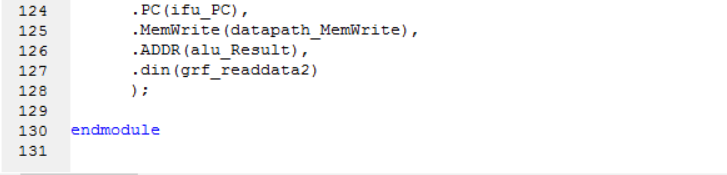 124 .PC(ifu_PC),
125 .MemWrite(datapath_MemWrite),
126 .ADDR(alu_Result),
127 .din(grf_readdata2)
128 );
129
130 endmodule
131